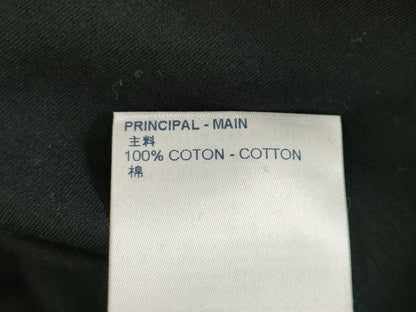 PRINCIPAL - MAIN
主料
100% COTON - COTTON
棉